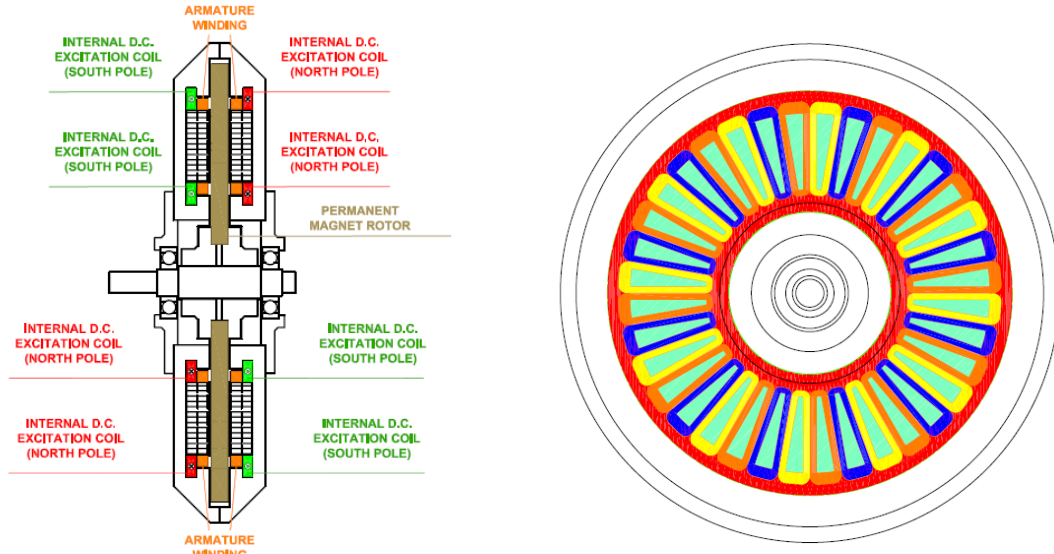 ARMATURE
WINDING
INTERNAL D.C.
EXCITATION COIL
(SOUTH POLE)
INTERNAL D.C.
EXCITATION COIL
(NORTH POLE)
INTERNAL D.C.
EXCITATION COIL
(SOUTH POLE)
INTERNAL D.C.
EXCITATION COIL
(NORTH POLE)
PERMANENT
MAGNET ROTOR
INTERNAL D.C.
EXCITATION COIL
(NORTH POLE)
INTERNAL D.C.
EXCITATION COIL
(SOUTH POLE)
INTERNAL D.C.
EXCITATION COIL
(NORTH POLE)
INTERNAL D.C.
EXCITATION COIL
(SOUTH POLE)
ARMATURE
WINDING